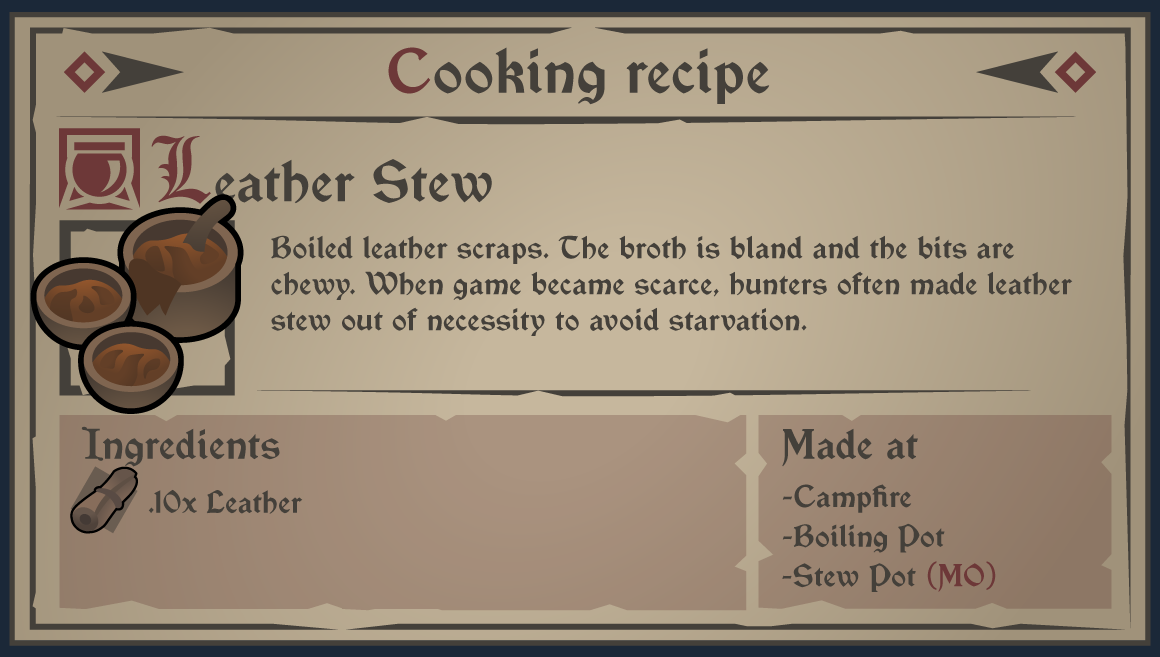 Cooking recipe
Leather Stew
Boiled leather scraps. The broth is bland and the bits are
chewy. When game became scarce, hunters often made leather
stew out of necessity to avoid starvation.
Ingredients
.10x Leather
Made at
-Campfire
-Boiling Pot
-Stew Pot (MO)